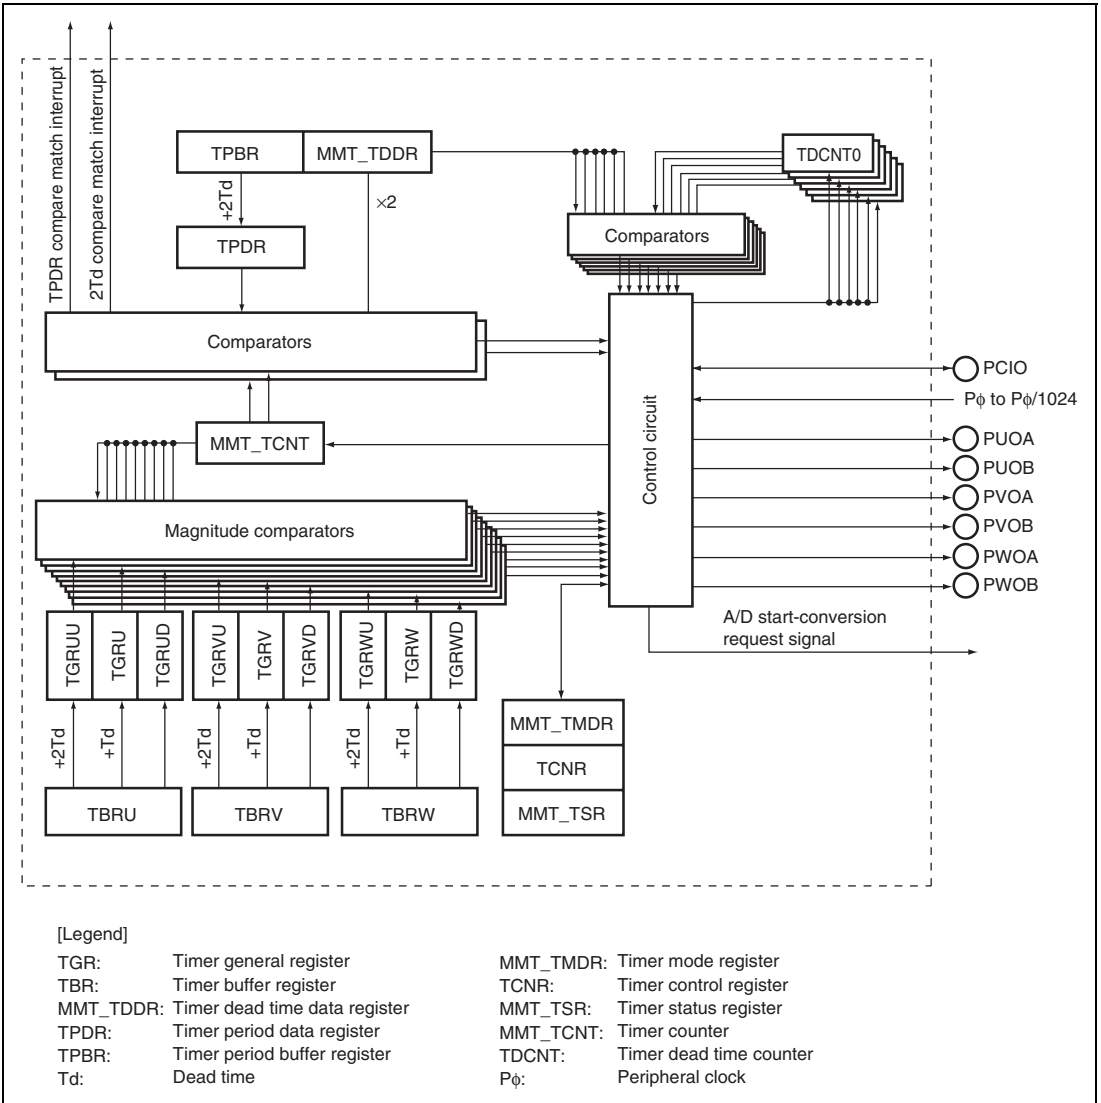 TPDR compare match interrupt
2Td compare match interrupt
TPBR
MMT_TDDR
TDCNT0
+2Td
×2
TPDR
Comparators
Comparators
PCIO
Pϕ to Pϕ/1024
Control circuit
MMT_TCNT
PUOA
PUOB
PVOA
PVOB
PWOA
PWOB
Magnitude comparators
A/D start-conversion
request signal
TGRUU
TGRU
TGRUD
TGRVU
TGRV
TGRVD
TGRWU
TGRW
TGRWD
+2Td
+Td
+2Td
+Td
+2Td
+Td
TBRU
TBRV
TBRW
MMT_TMDR
TCNR
MMT_TSR
[Legend]
TGR: Timer general register
TBR: Timer buffer register
MMT_TDDR: Timer dead time data register
TPDR: Timer period data register
TPBR: Timer period buffer register
Td: Dead time
MMT_TMDR: Timer mode register
TCNR: Timer control register
MMT_TSR: Timer status register
MMT_TCNT: Timer counter
TDCNT: Timer dead time counter
Pϕ: Peripheral clock